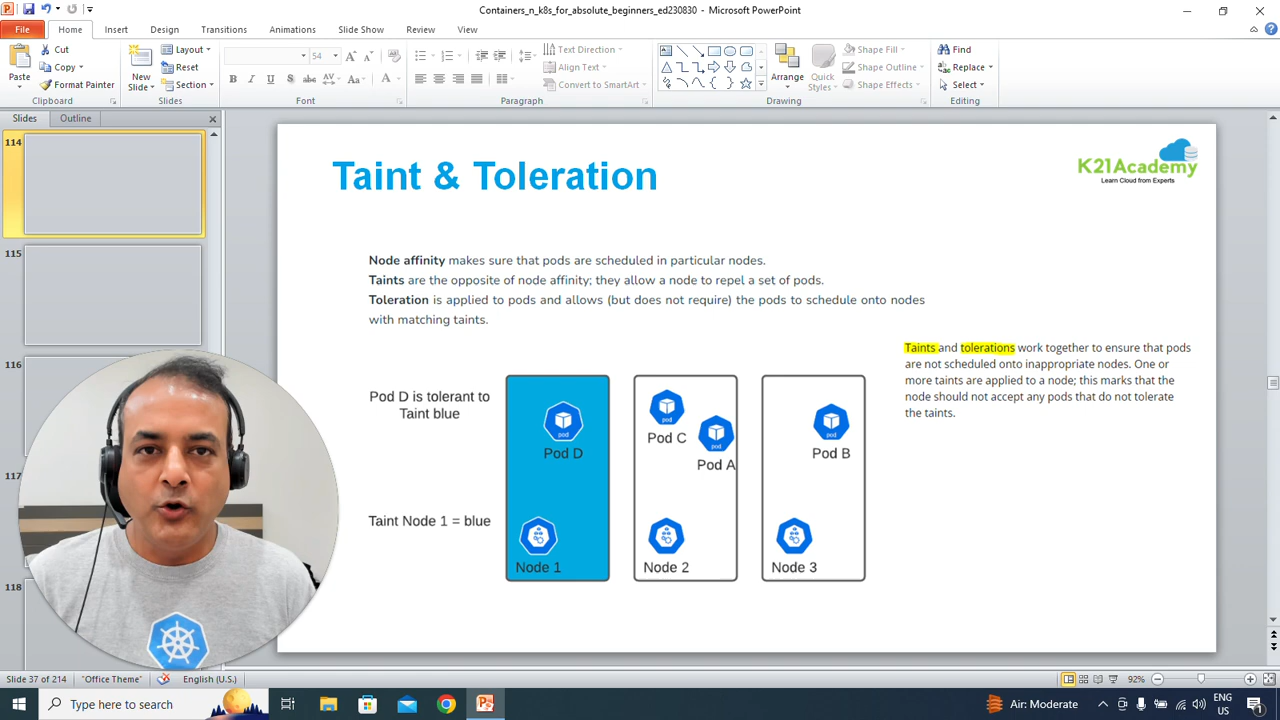 Containers_n_k8s_for_absolute_beginners_ed230830 - Microsoft PowerPoint
File Home Insert Design Transitions Animations Slide Show Review View
Paste
Cut
Copy
Format Painter
Clipboard
New Slide
Layout
Reset
Section
Slides
54
B I U S abc AV Aa A
Font
Text Direction
Align Text
Convert to SmartArt
Paragraph
Arrange
Quick Styles
Shape Fill
Shape Outline
Shape Effects
Drawing
Find
Replace
Select
Editing
Slides Outline
114
115
116
117
118
Taint & Toleration
K21Academy
Learn Cloud from Experts
Node affinity makes sure that pods are scheduled in particular nodes.
Taints are the opposite of node affinity; they allow a node to repel a set of pods.
Toleration is applied to pods and allows (but does not require) the pods to schedule onto nodes
with matching taints.
Taints and tolerations work together to ensure that pods
are not scheduled onto inappropriate nodes. One or
more taints are applied to a node; this marks that the
node should not accept any pods that do not tolerate
the taints.
Pod D is tolerant to
Taint blue
Taint Node 1 = blue
pod
Pod D
Node 1
pod
Pod C
pod
Pod A
Node 2
pod
Pod B
Node 3
Slide 37 of 214 "Office Theme" English (U.S.) 92%
Type here to search
Air: Moderate
ENG
US
1